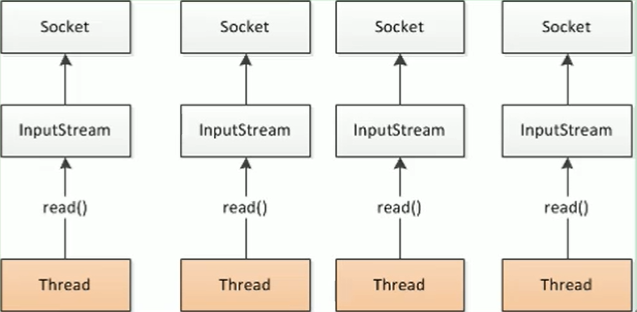 Socket Socket Socket Socket
InputStream InputStream InputStream InputStream
read() read() read() read()
Thread Thread Thread Thread